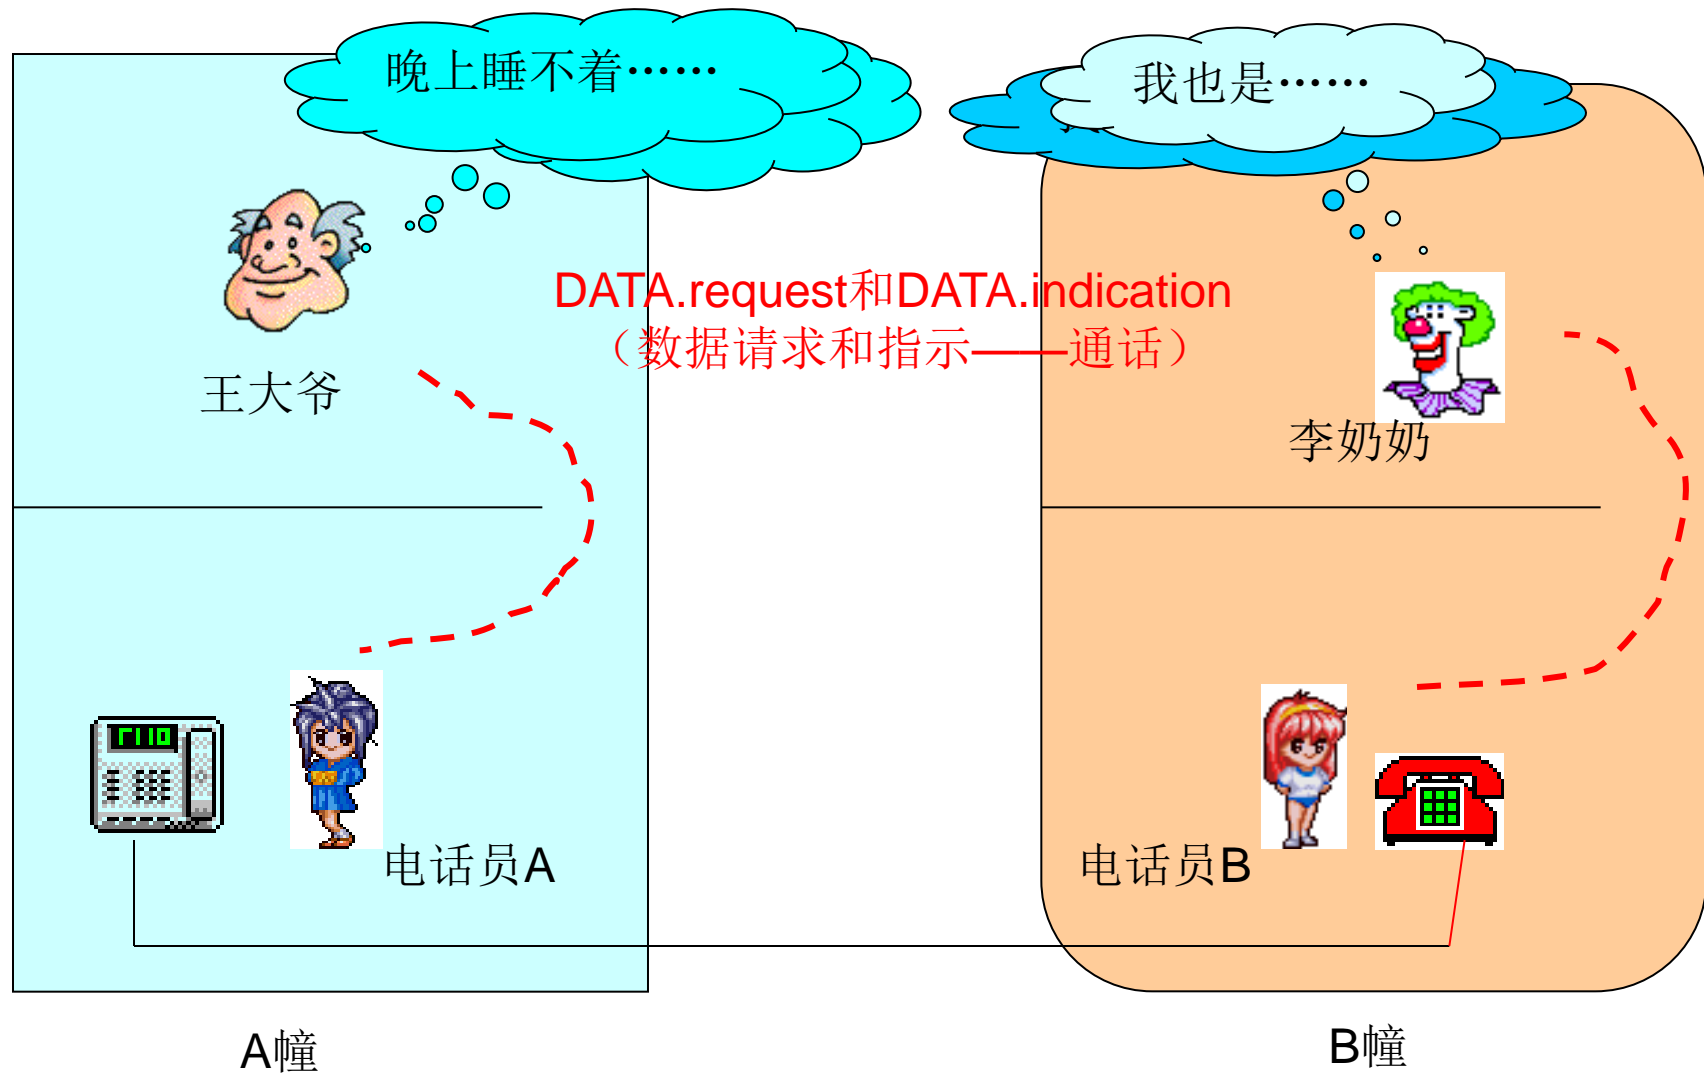 晚上睡不着……
我也是……
DATA.request和DATA.indication
（数据请求和指示——通话）
王大爷
李奶奶
电话员A
电话员B
A幢
B幢